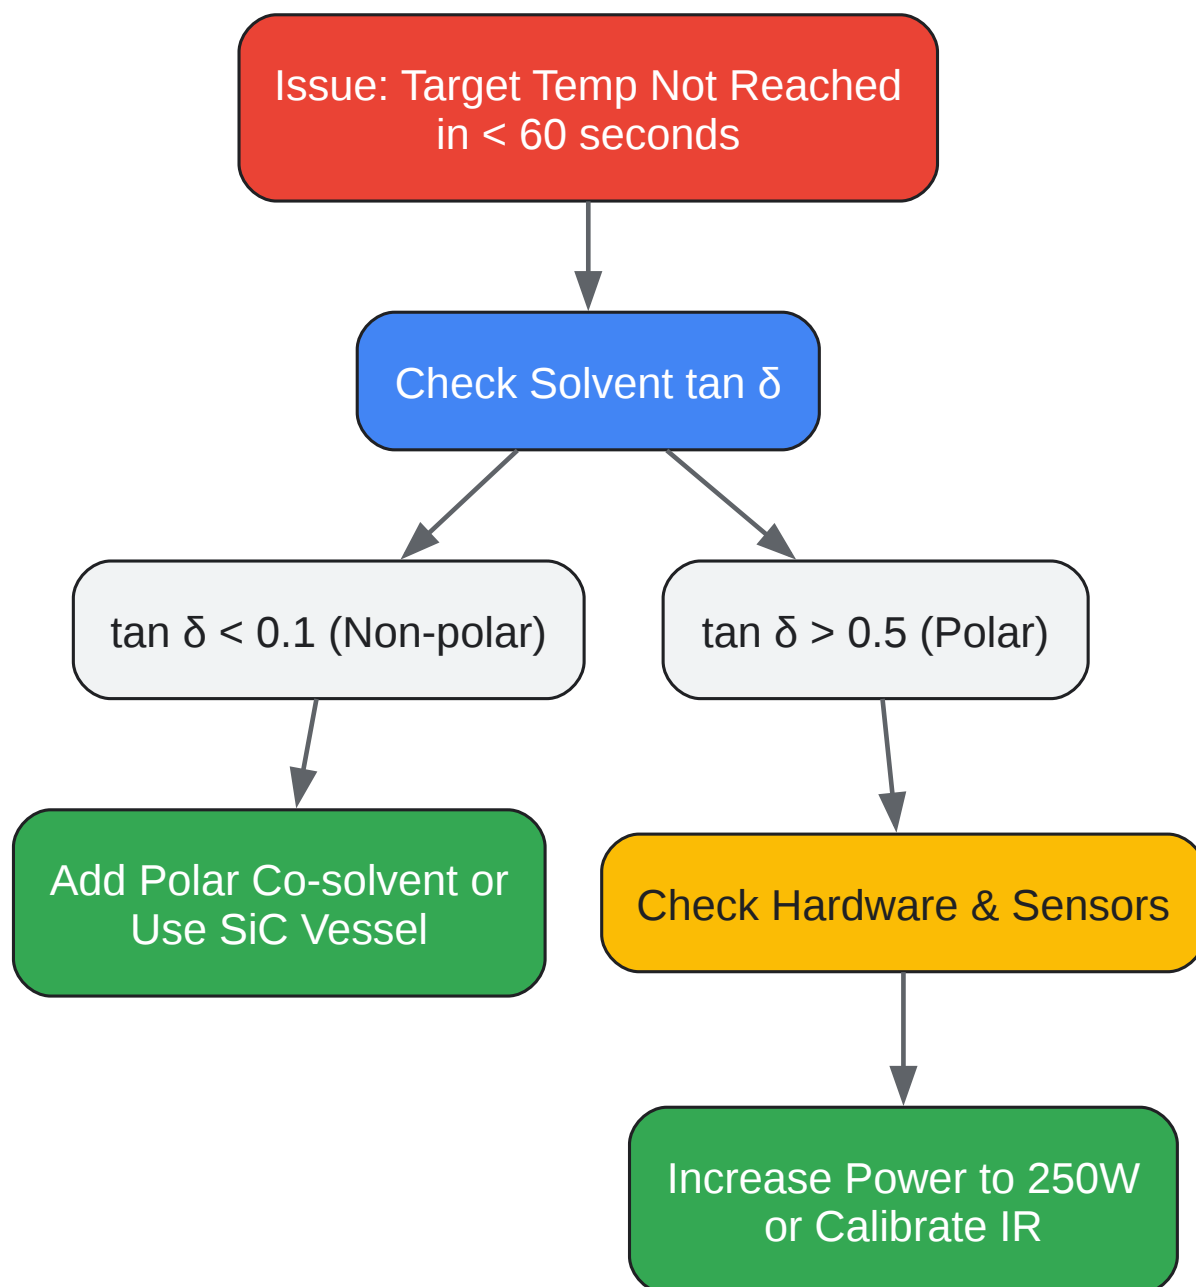 Issue: Target Temp Not Reached
in < 60 seconds
Check Solvent tan δ
tan δ < 0.1 (Non-polar)
tan δ > 0.5 (Polar)
Add Polar Co-solvent or
Use SiC Vessel
Check Hardware & Sensors
Increase Power to 250W
or Calibrate IR